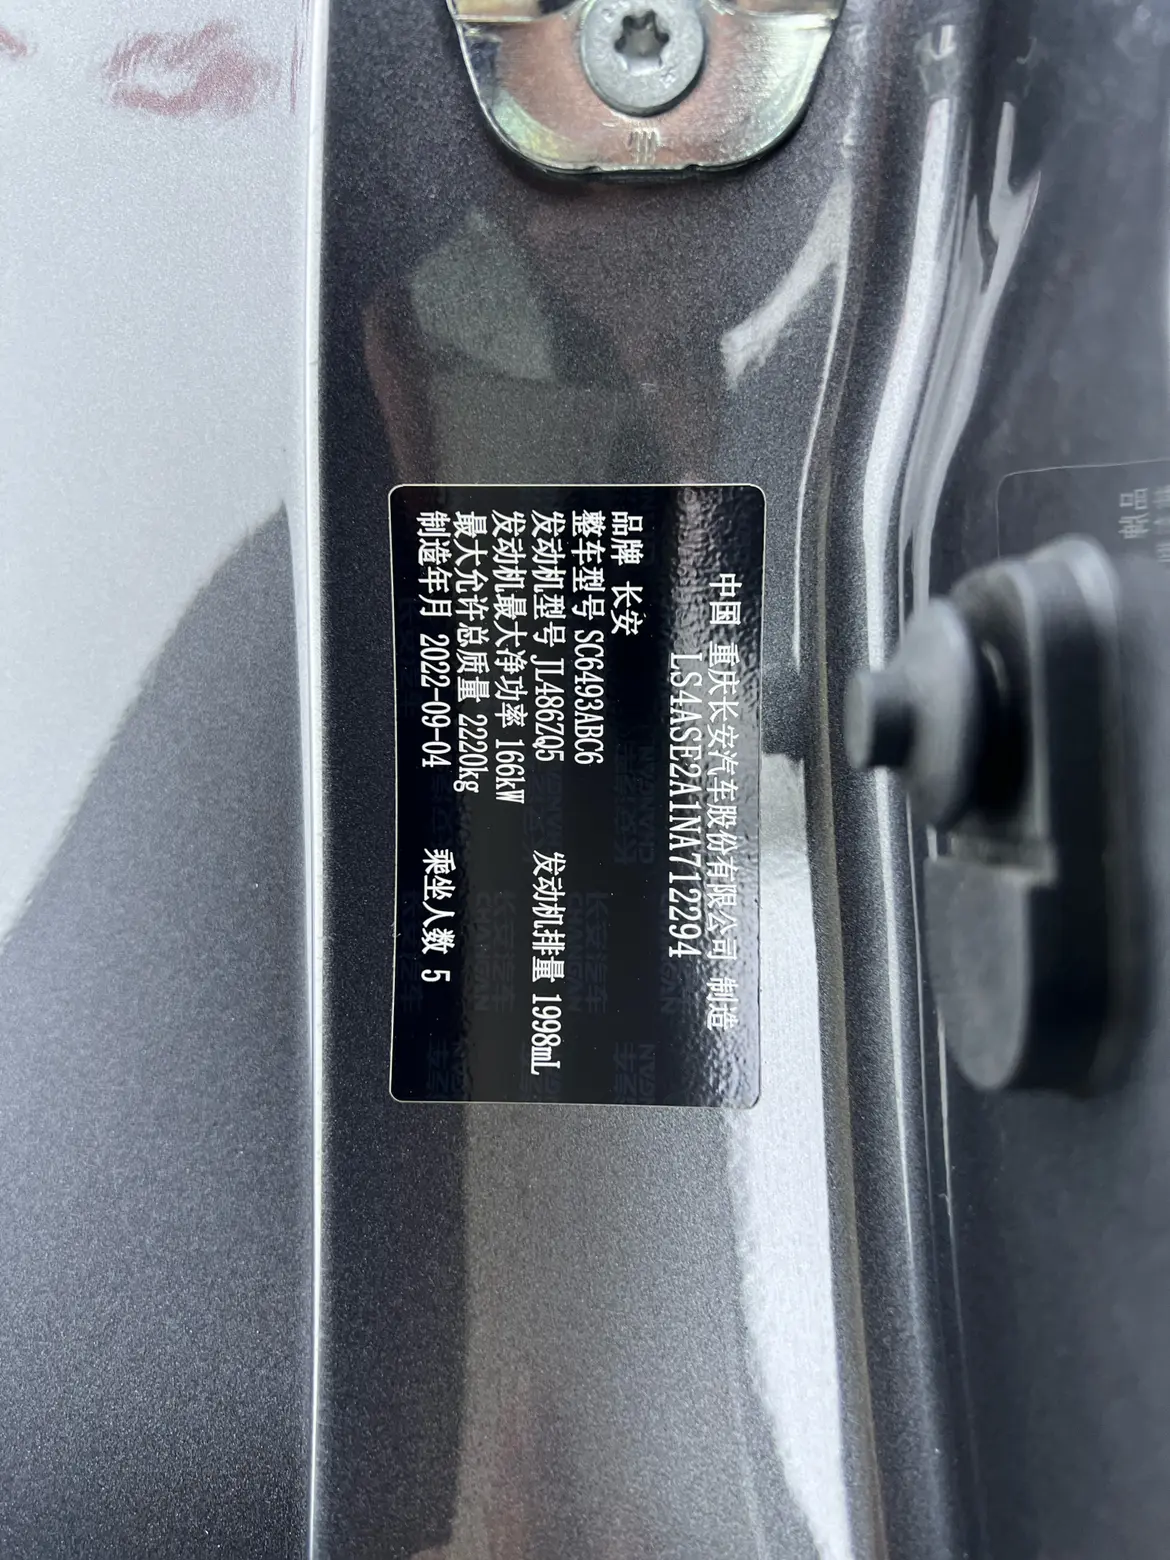 中国 重庆长安汽车股份有限公司 制造
LS4ASE2A1NA712294
品牌 长安
整车型号 SC6493ABC6
发动机型号 JL486ZQ5 发动机排量 1998mL
发动机最大净功率 166kW
最大允许总质量 2220kg
制造年月 2022-09-04 乘坐人数 5